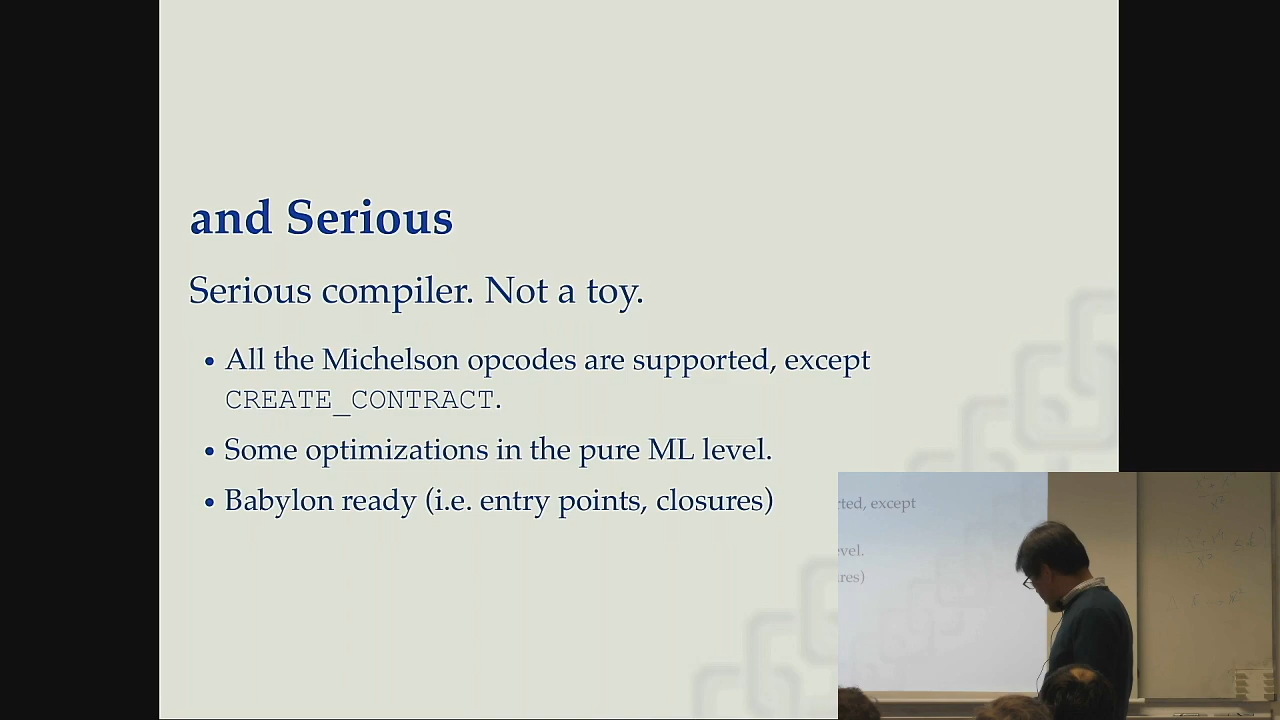 and Serious
Serious compiler. Not a toy.
• All the Michelson opcodes are supported, except
CREATE_CONTRACT.
• Some optimizations in the pure ML level.
• Babylon ready (i.e. entry points, closures)
except